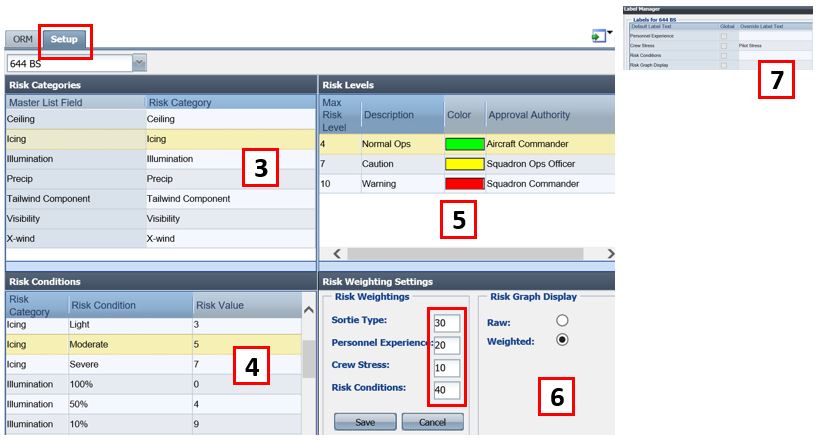 ORM Setup 3
644 BS
Risk Categories
Master List Field Risk Category
Ceiling Ceiling
Icing Icing
Illumination Illumination
Precip Precip
Tailwind Component Tailwind Component
Visibility Visibility
X-wind X-wind
3
Risk Levels
Max Risk Level Description Color Approval Authority
4 Normal Ops Aircraft Commander
7 Caution Squadron Ops Officer
10 Warning Squadron Commander
5
Risk Conditions
Risk Category Risk Condition Risk Value
Icing Light 3
Icing Moderate 5
Icing Severe 7
Illumination 100% 0
Illumination 50% 4
Illumination 10% 9
4
Risk Weighting Settings
Risk Weightings
Sortie Type: 30
Personnel Experience: 20
Crew Stress: 10
Risk Conditions: 40
Save Cancel
Risk Graph Display
Raw:
Weighted:
6
Label Manager
Labels for 644 BS
Default Label Text Global Override Label Text
Personnel Experience
Crew Stress Pilot Stress
Risk Conditions
Risk Graph Display
7